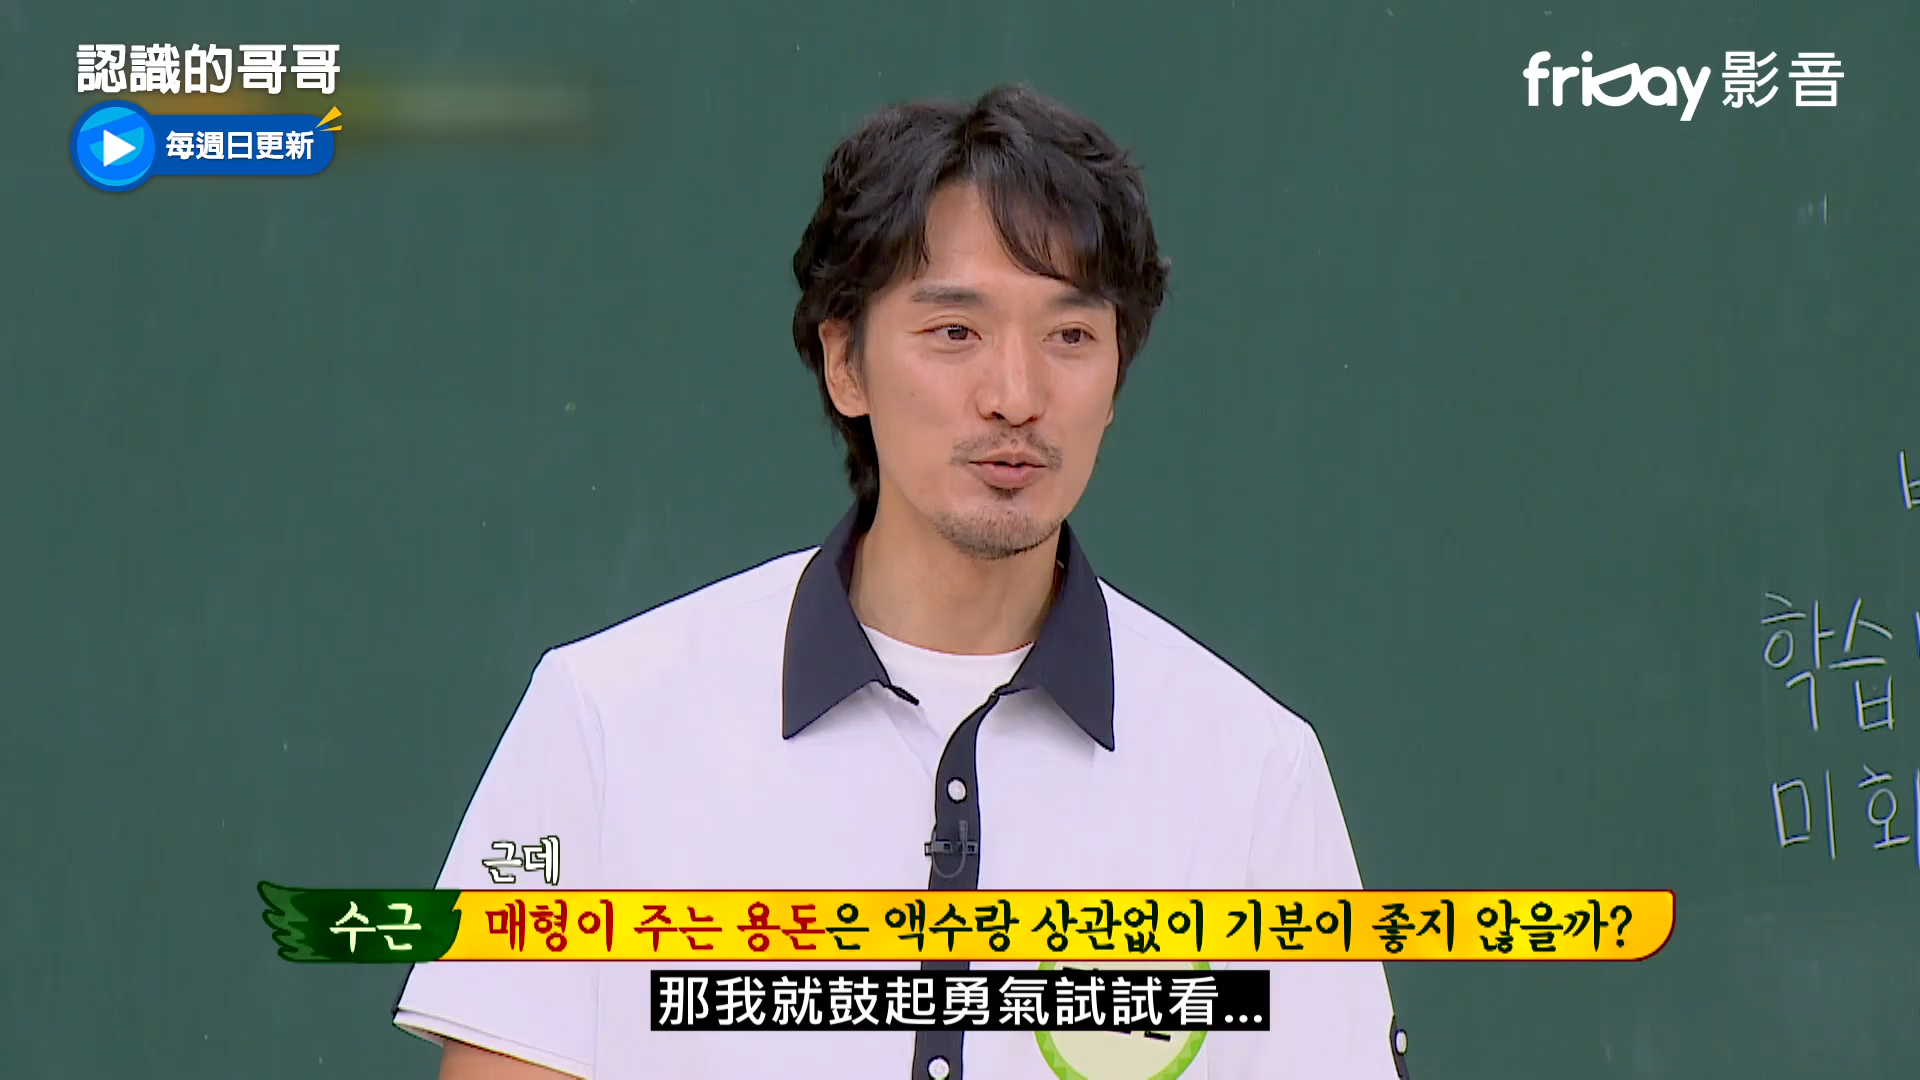 認識的哥哥
每週日更新
friDay影音
학습
미회
근데
수근 매형이 주는 용돈은 액수랑 상관없이 기분이 좋지 않을까?
那我就鼓起勇氣試試看...